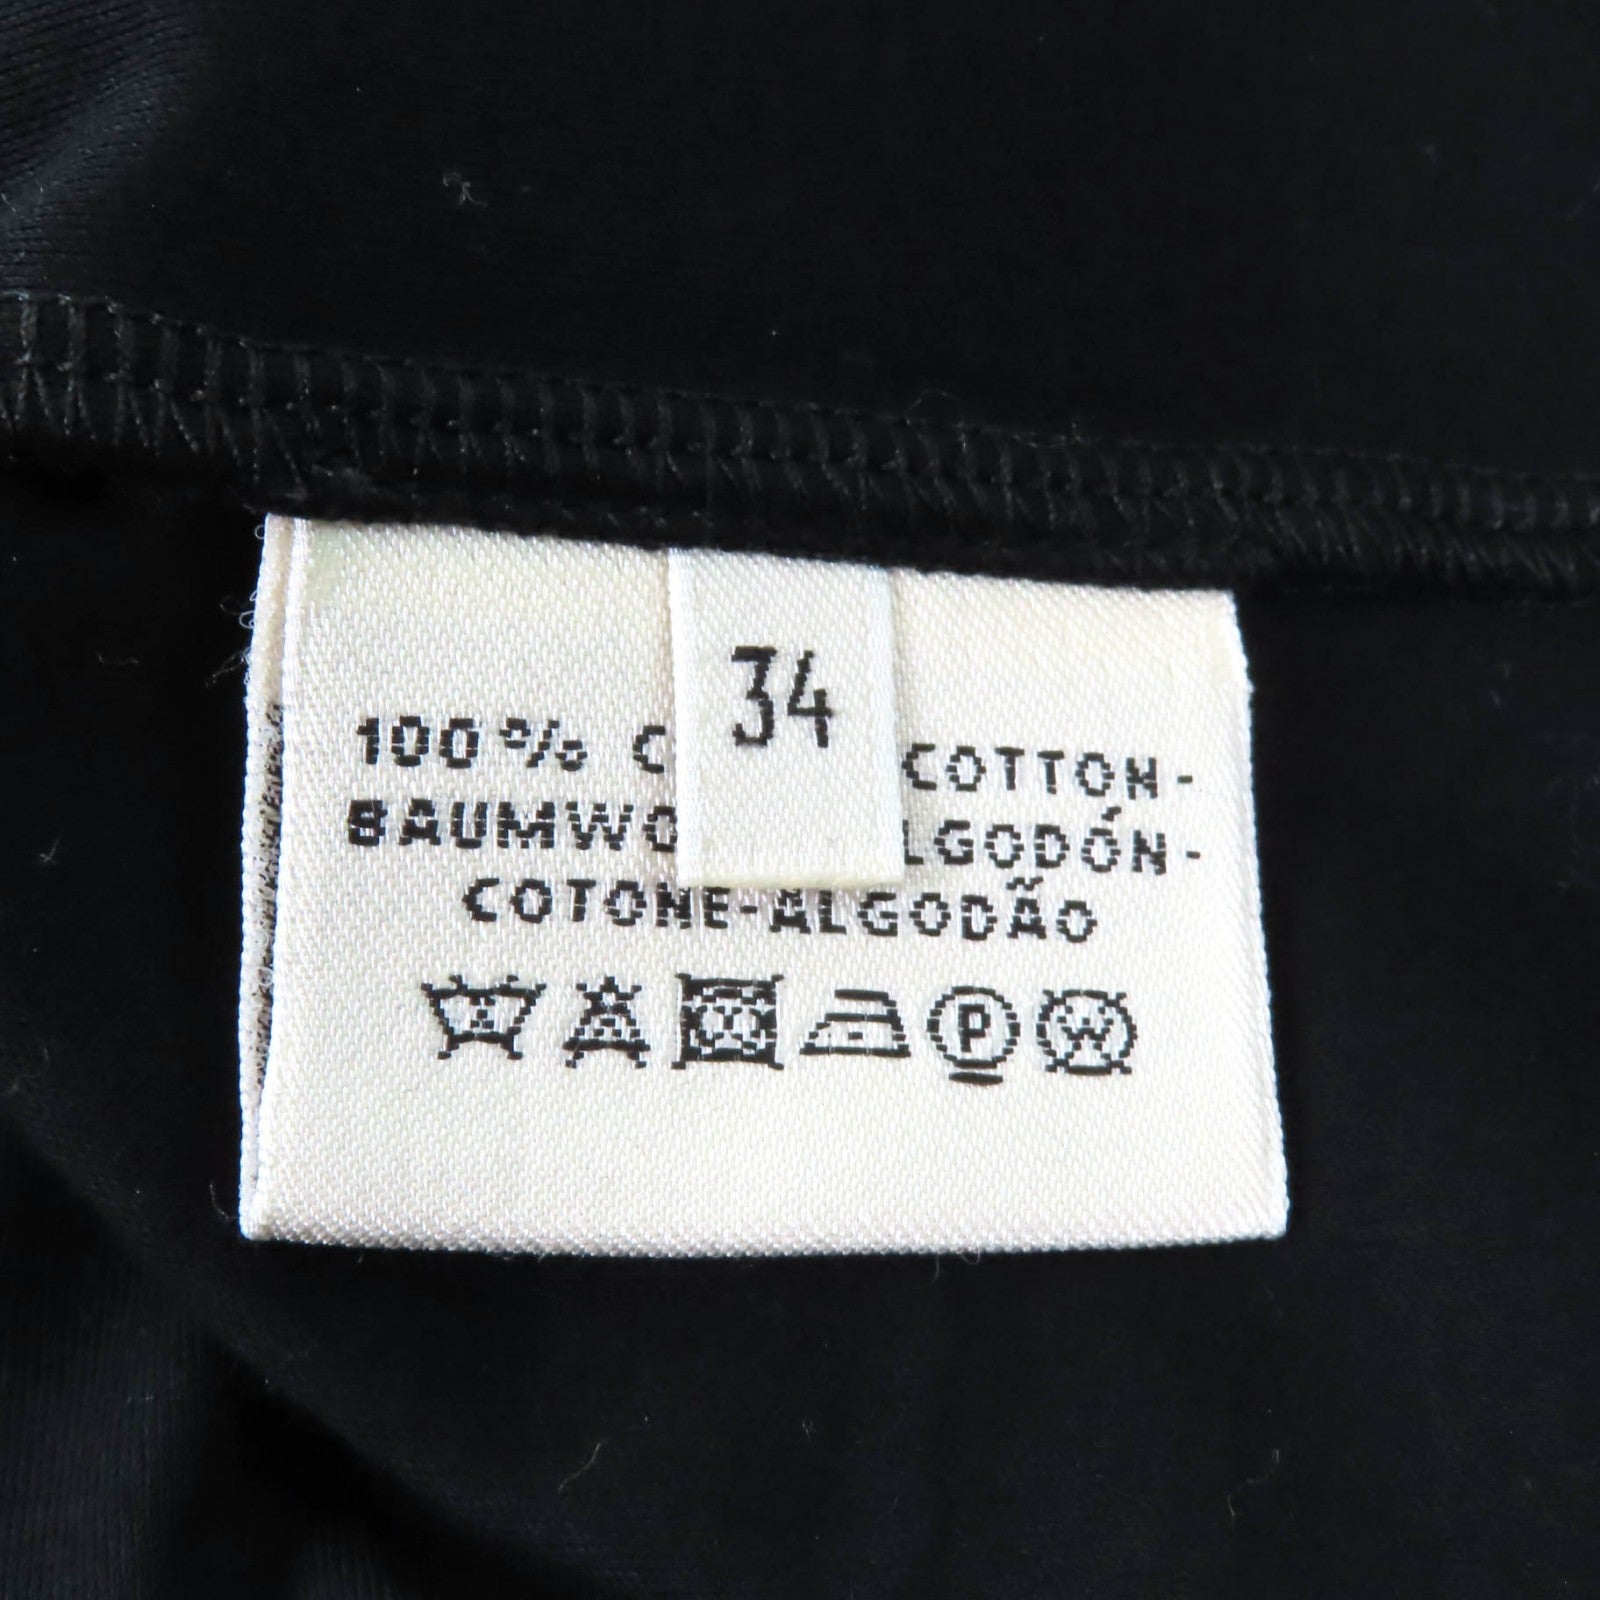 34
100% COTTON-
BAUMWO LGODÓN-
COTONE-ALGODÃO
P W